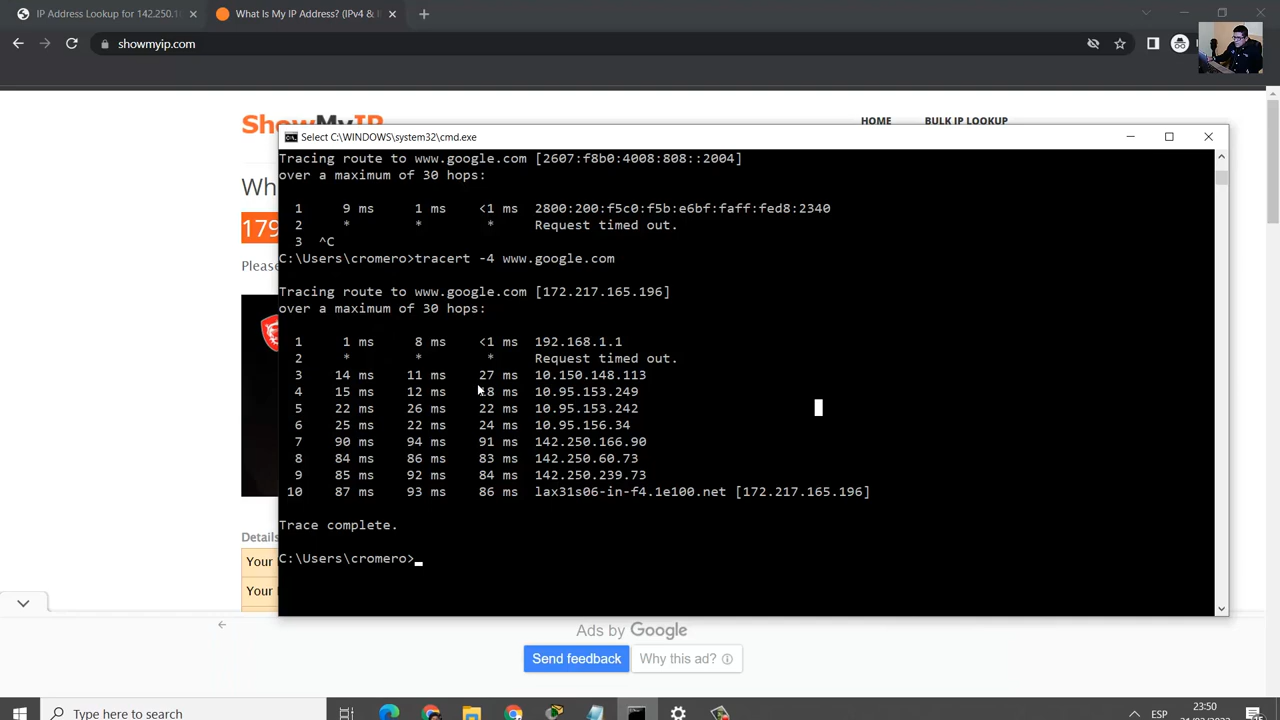 IP Address Lookup for 142.250.1
What Is My IP Address? (IPv4 &
showmyip.com
ShowMyIP
HOME
BULK IP LOOKUP
Select C:\WINDOWS\system32\cmd.exe
Tracing route to www.google.com [2607:f8b0:4008:808::2004]
over a maximum of 30 hops:
1 9 ms 1 ms <1 ms 2800:200:f5c0:f5b:e6bf:faff:fed8:2340
2 * * * Request timed out.
3 ^C
C:\Users\cromero>tracert -4 www.google.com
Tracing route to www.google.com [172.217.165.196]
over a maximum of 30 hops:
1 1 ms 8 ms <1 ms 192.168.1.1
2 * * * Request timed out.
3 14 ms 11 ms 27 ms 10.150.148.113
4 15 ms 12 ms 18 ms 10.95.153.249
5 22 ms 26 ms 22 ms 10.95.153.242
6 25 ms 22 ms 24 ms 10.95.156.34
7 90 ms 94 ms 91 ms 142.250.166.90
8 84 ms 86 ms 83 ms 142.250.60.73
9 85 ms 92 ms 84 ms 142.250.239.73
10 87 ms 93 ms 86 ms lax31s06-in-f4.1e100.net [172.217.165.196]
Trace complete.
C:\Users\cromero>
Wh
179
Please
Details
Your
Your
Ads by Google
Send feedback
Why this ad?
Type here to search
ESP
23:50